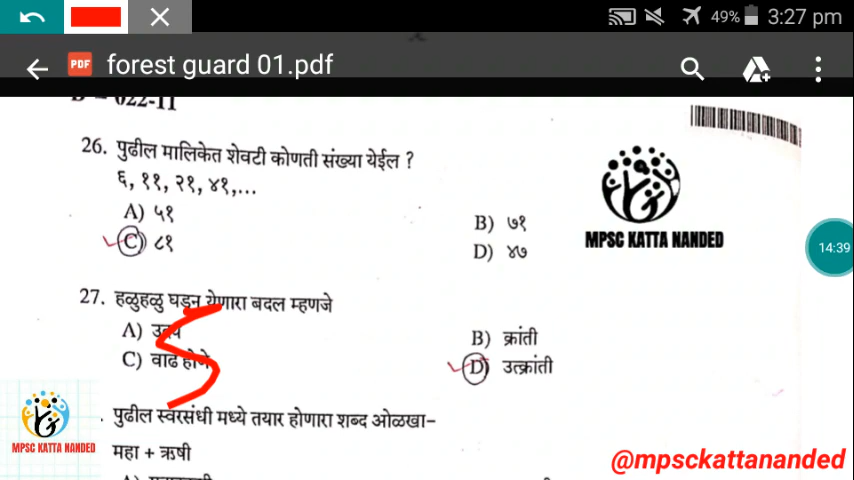 49% 3:27 pm
forest guard 01.pdf
26. पुढील मालिकेत शेवटी कोणती संख्या येईल ?
६, ११, २१, ४१,...
A) ५१
B) ७१
C) ८१
D) ४७
MPSC KATTA NANDED
14:39
27. हळुहळु घडुन येणारा बदल म्हणजे
A) उदय
B) क्रांती
C) वाढ होणे
D) उत्क्रांती
MPSC KATTA NANDED
पुढील स्वरसंधी मध्ये तयार होणारा शब्द ओळखा–
महा + ऋषी
@mpsckattananded